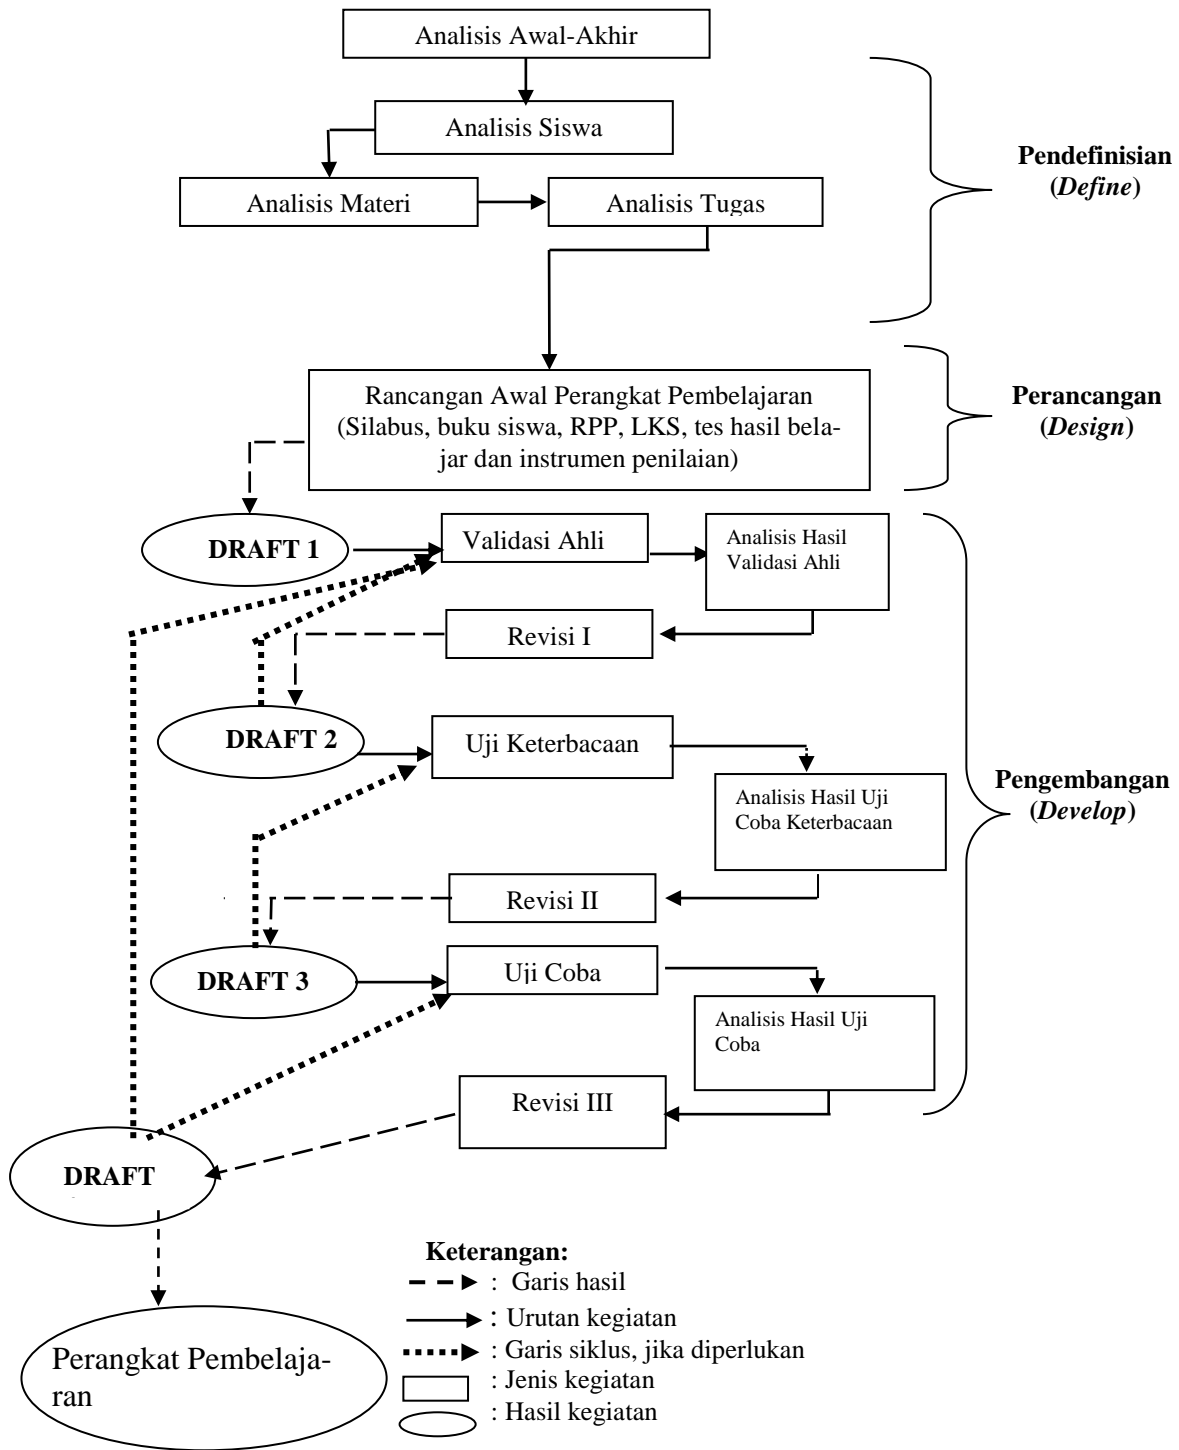 Analisis Awal-Akhir
Analisis Siswa
Pendefinisian
(Define)
Analisis Materi
Analisis Tugas
Rancangan Awal Perangkat Pembelajaran
(Silabus, buku siswa, RPP, LKS, tes hasil bela-
jar dan instrumen penilaian)
Perancangan
(Design)
DRAFT 1
Validasi Ahli
Analisis Hasil
Validasi Ahli
Revisi I
DRAFT 2
Uji Keterbacaan
Analisis Hasil Uji
Coba Keterbacaan
Pengembangan
(Develop)
Revisi II
DRAFT 3
Uji Coba
Analisis Hasil Uji
Coba
Revisi III
DRAFT
Perangkat Pembelaja-
ran
Keterangan:
: Garis hasil
: Urutan kegiatan
: Garis siklus, jika diperlukan
: Jenis kegiatan
: Hasil kegiatan